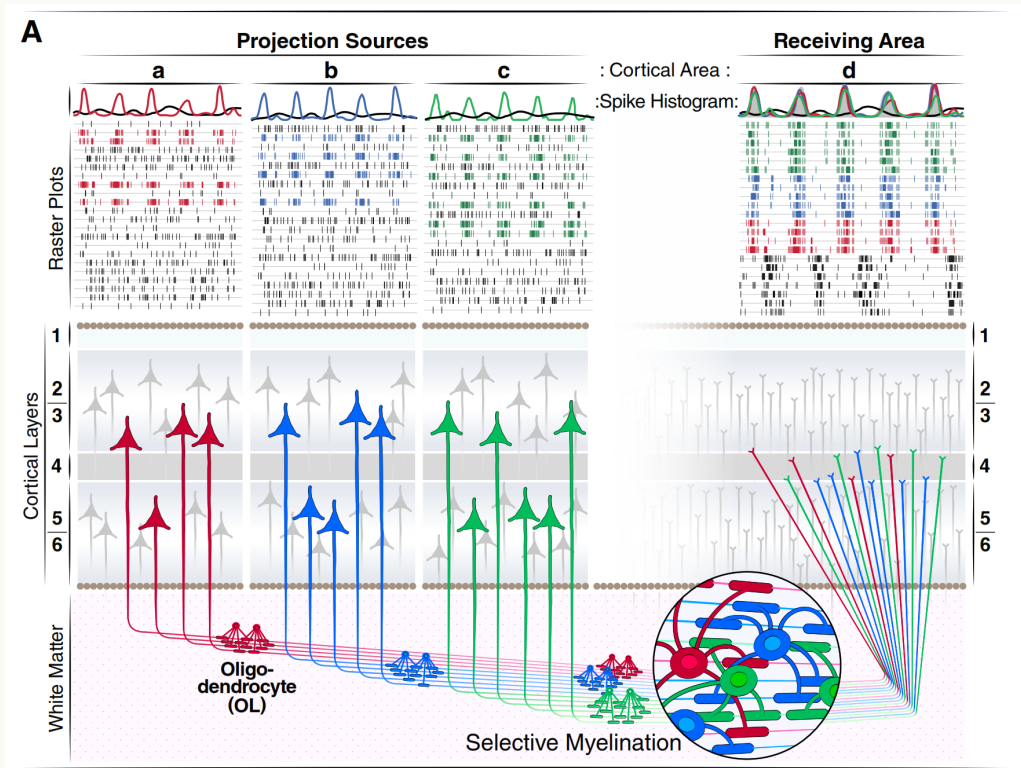 A
Projection Sources
Receiving Area
a
b
c
: Cortical Area :
d
:Spike Histogram:
Raster Plots
Cortical Layers
1
2
3
4
5
6
1
2
3
4
5
6
White Matter
Oligo-
dendrocyte
(OL)
Selective Myelination